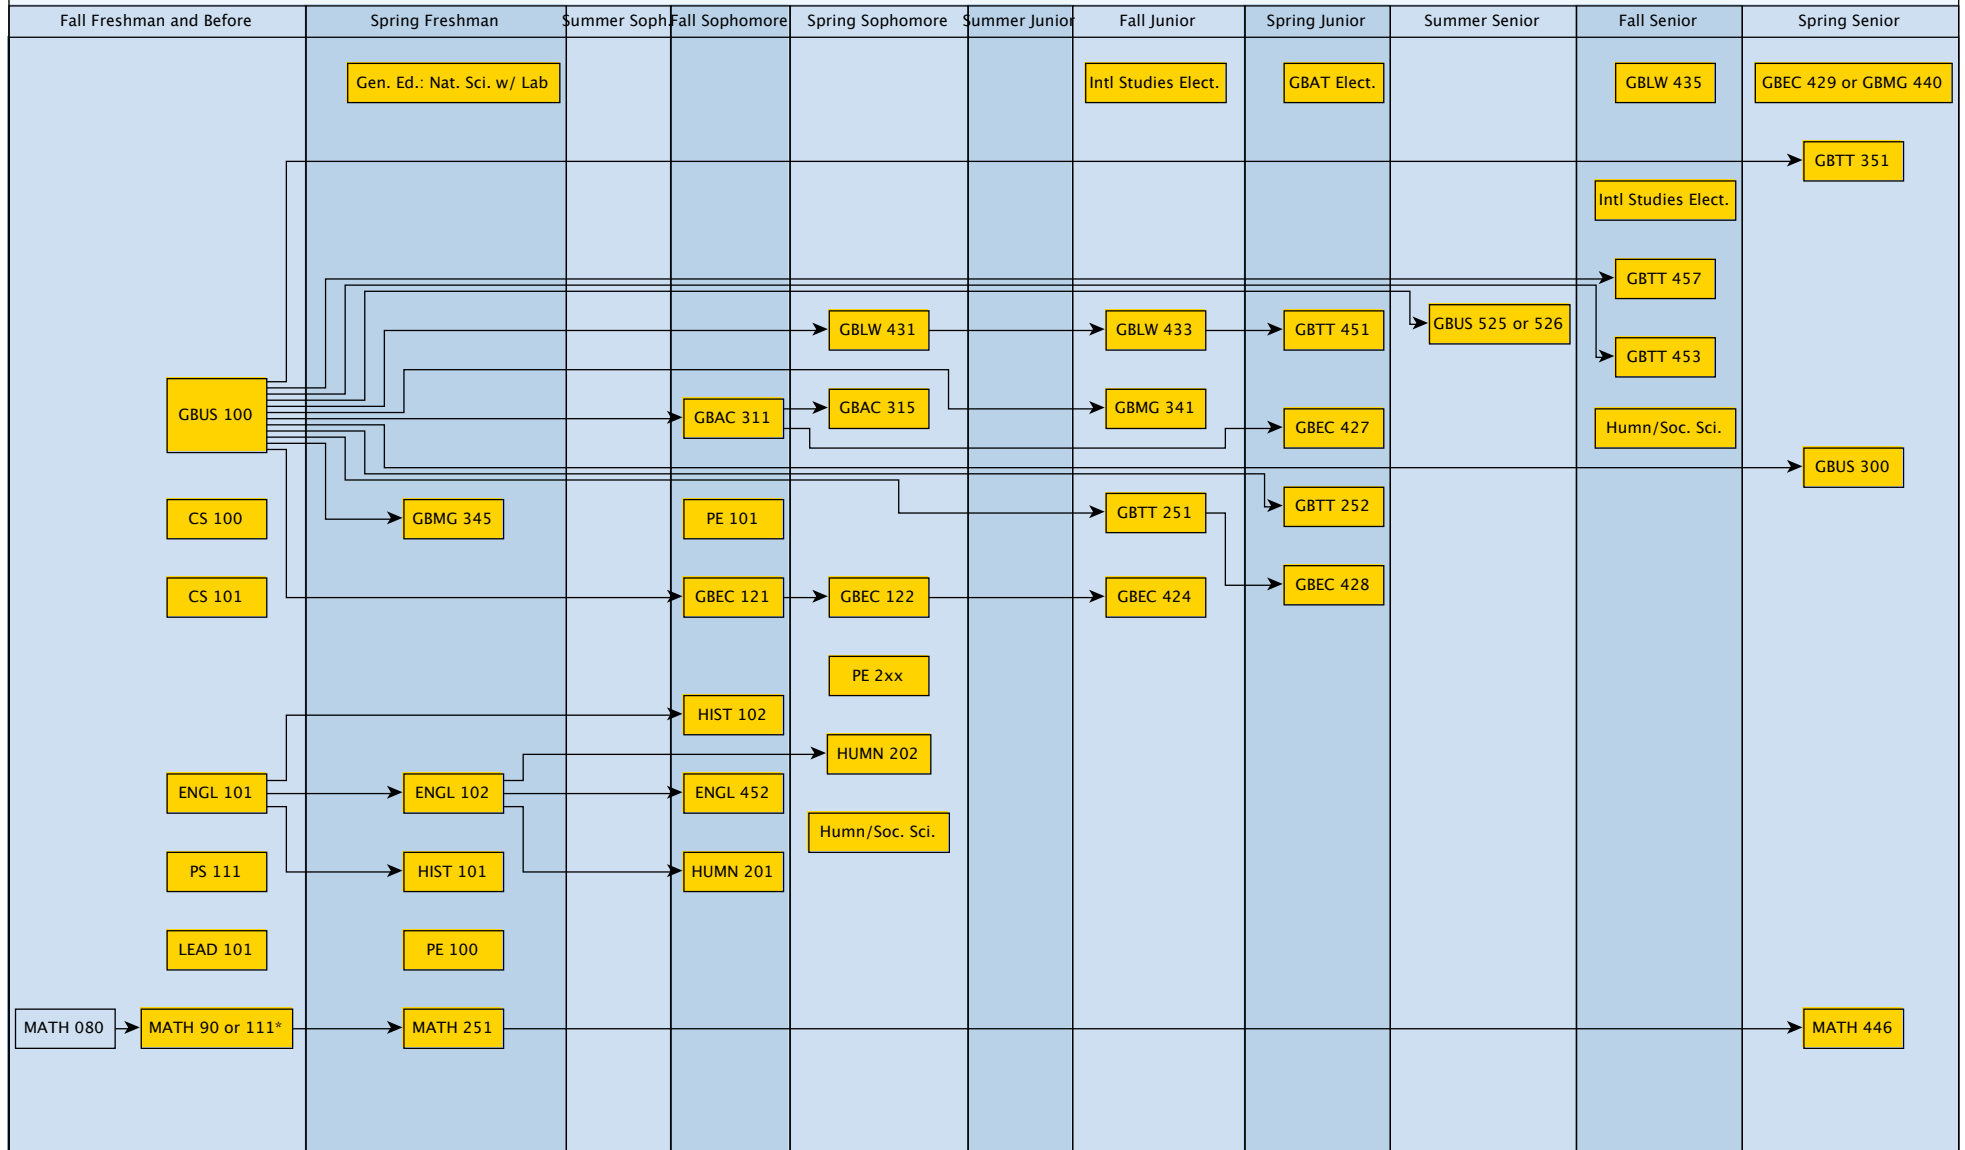 Fall Freshman and Before
Spring Freshman
Summer Soph.
Fall Sophomore
Spring Sophomore
Summer Junior
Fall Junior
Spring Junior
Summer Senior
Fall Senior
Spring Senior
Gen. Ed.: Nat. Sci. w/ Lab
Intl Studies Elect.
GBAT Elect.
GBLW 435
GBEC 429 or GBMG 440
GBTT 351
Intl Studies Elect.
GBTT 457
GBLW 431
GBLW 433
GBTT 451
GBUS 525 or 526
GBTT 453
GBUS 100
GBAC 311
GBAC 315
GBMG 341
GBEC 427
Humn/Soc. Sci.
GBUS 300
CS 100
GBMG 345
PE 101
GBTT 251
GBTT 252
CS 101
GBEC 121
GBEC 122
GBEC 424
GBEC 428
PE 2xx
HIST 102
HUMN 202
ENGL 101
ENGL 102
ENGL 452
Humn/Soc. Sci.
PS 111
HIST 101
HUMN 201
LEAD 101
PE 100
MATH 080
MATH 90 or 111*
MATH 251
MATH 446